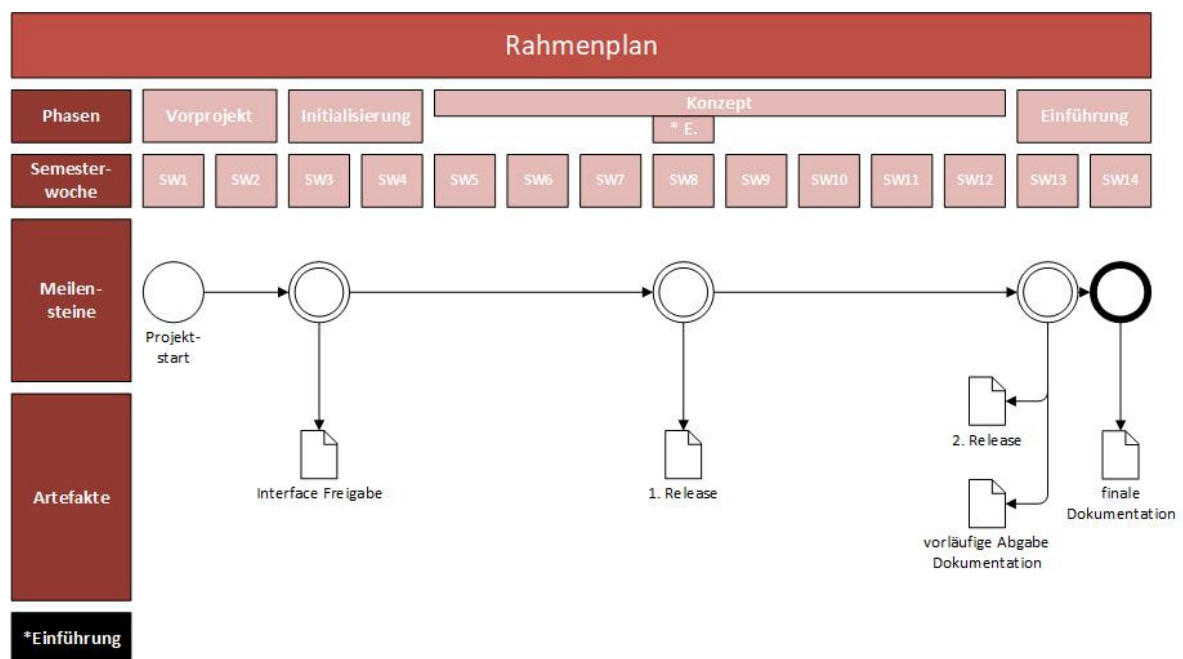 Rahmenplan
Phasen
Vorprojekt
Initialisierung
Konzept
* E.
Einführung
Semester-
woche
SW1
SW2
SW3
SW4
SW5
SW6
SW7
SW8
SW9
SW10
SW11
SW12
SW13
SW14
Meilen-
steine
Projekt-
start
Artefakte
Interface Freigabe
1. Release
2. Release
vorläufige Abgabe
Dokumentation
finale
Dokumentation
*Einführung